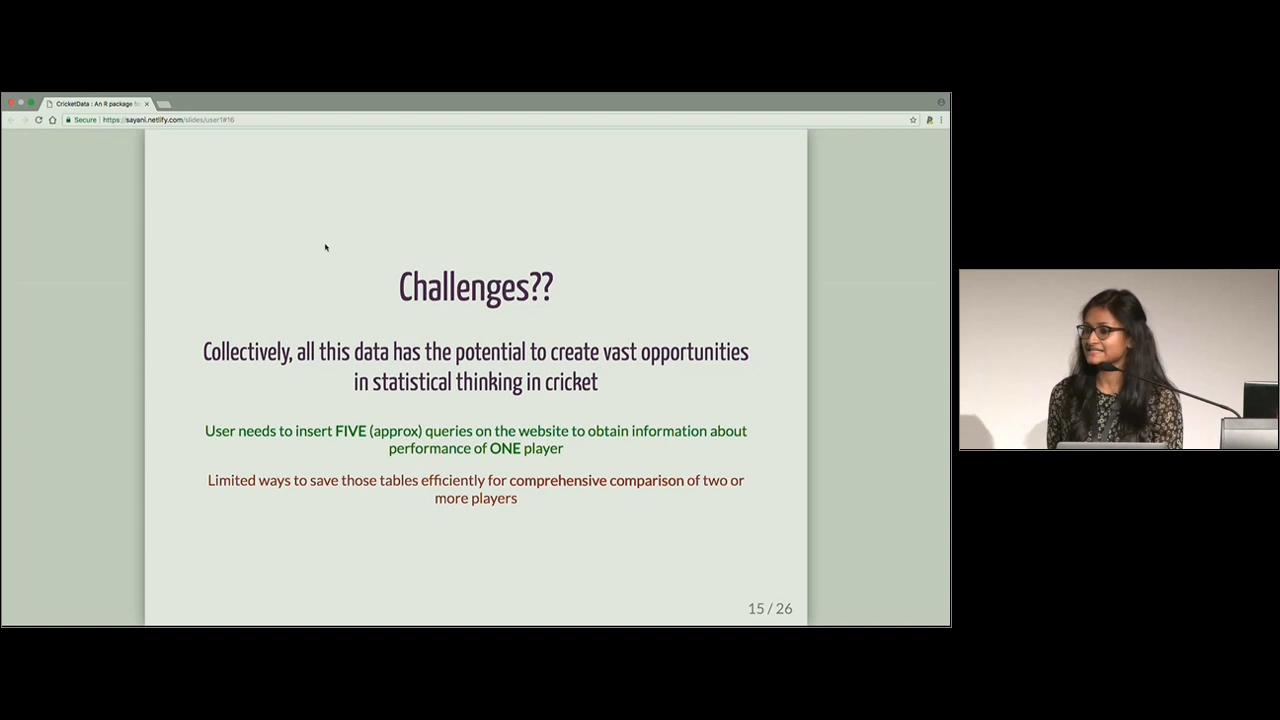 CricketData : An R package fo
Secure https://sayani.netlify.com/slides/user1#16
Challenges??
Collectively, all this data has the potential to create vast opportunities
in statistical thinking in cricket
User needs to insert FIVE (approx) queries on the website to obtain information about
performance of ONE player
Limited ways to save those tables efficiently for comprehensive comparison of two or
more players
15 / 26